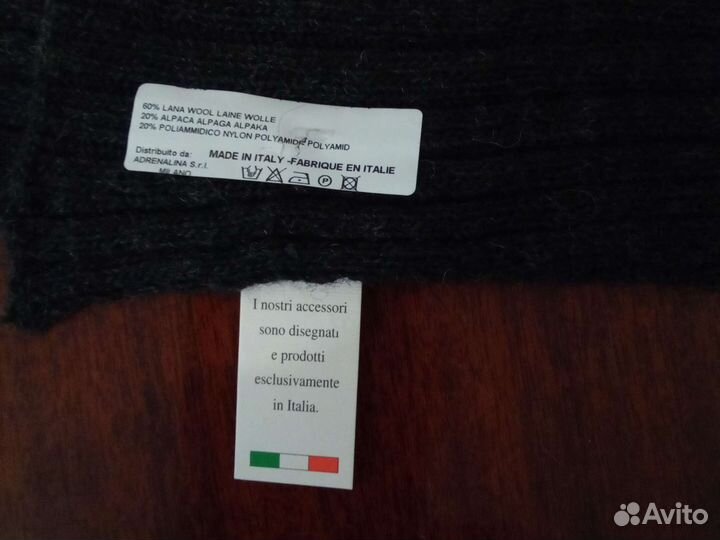 60% LANA WOOL LAINE WOLLE
20% ALPACA ALPAGA ALPAKA
20% POLIAMMIDICO NYLON POLYAMIDE POLYAMID
Distribuito da: MADE IN ITALY -FABRIQUE EN ITALIE
ADRENALINA S.r.l.
MILANO
P
I nostri accessori
sono disegnati
e prodotti
esclusivamente
in Italia.
Avito